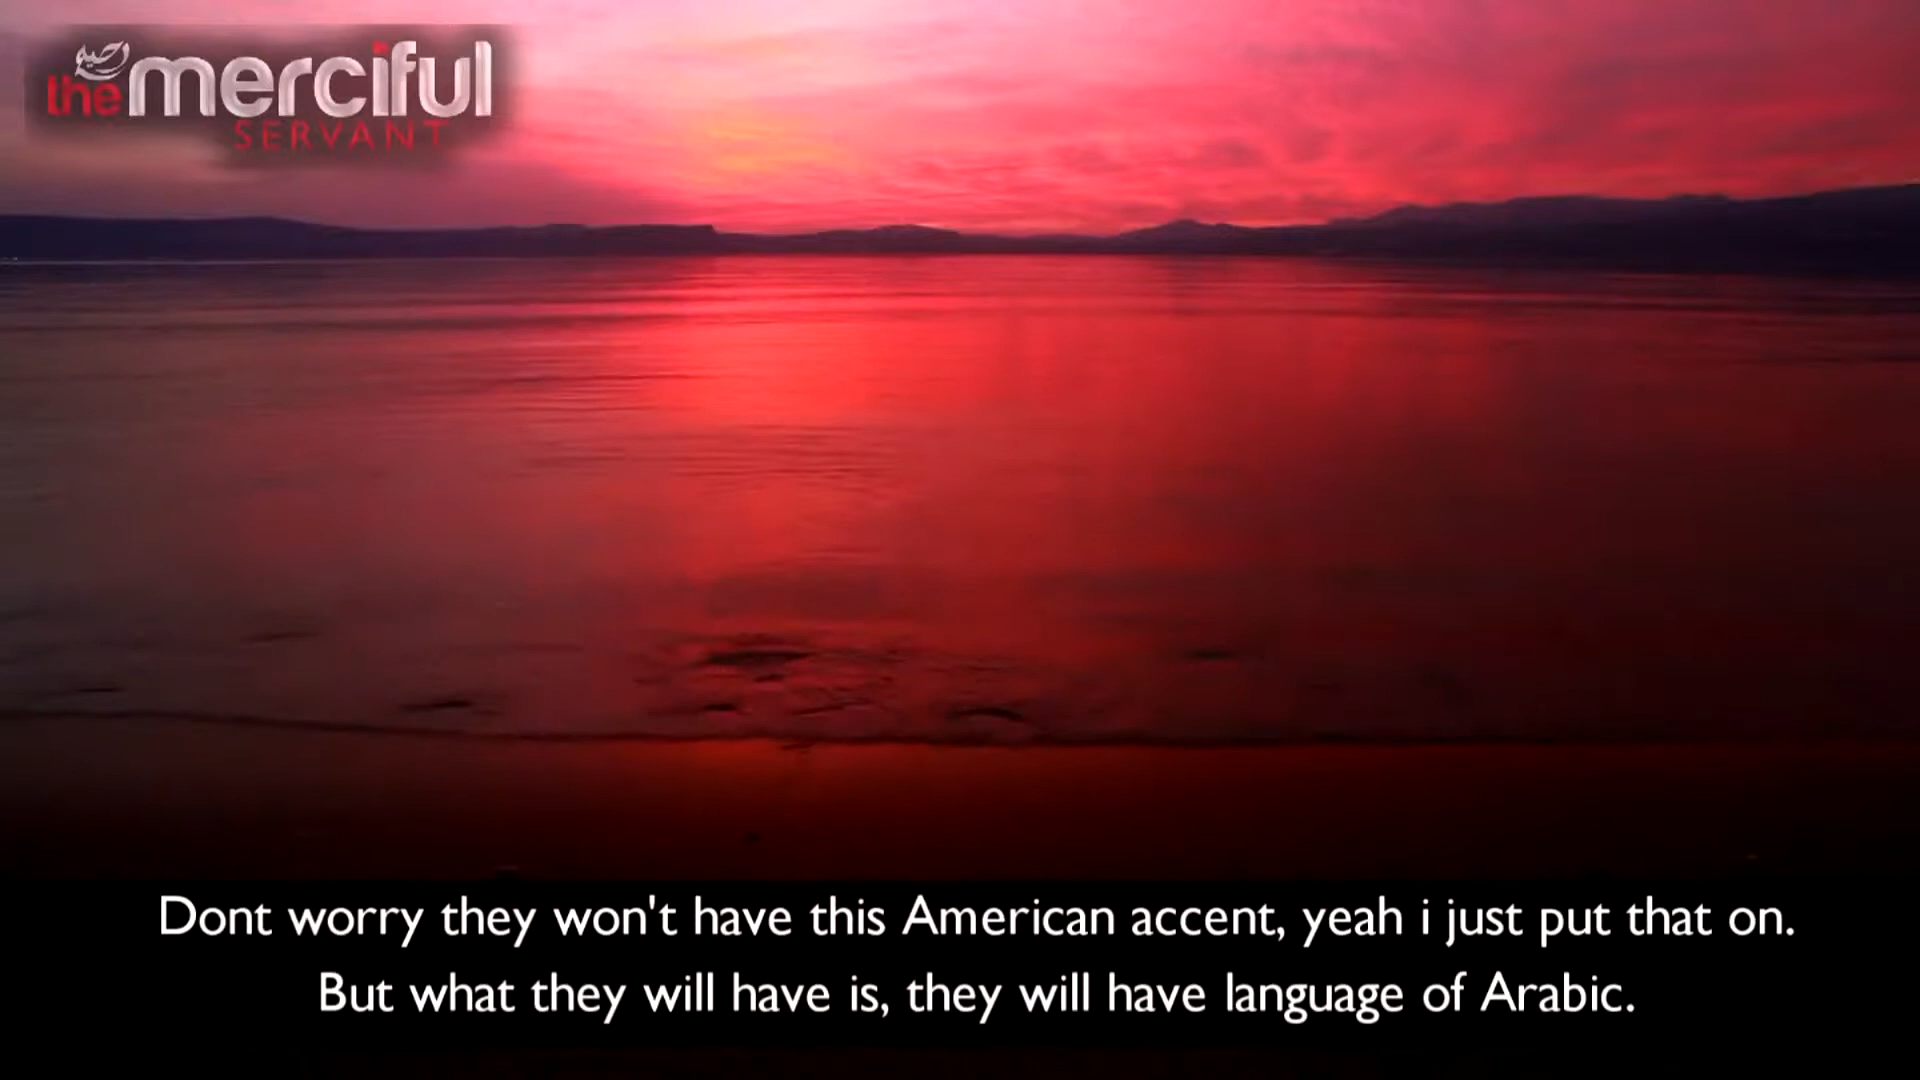 the merciful
SERVANT
Dont worry they won't have this American accent, yeah i just put that on.
But what they will have is, they will have language of Arabic.